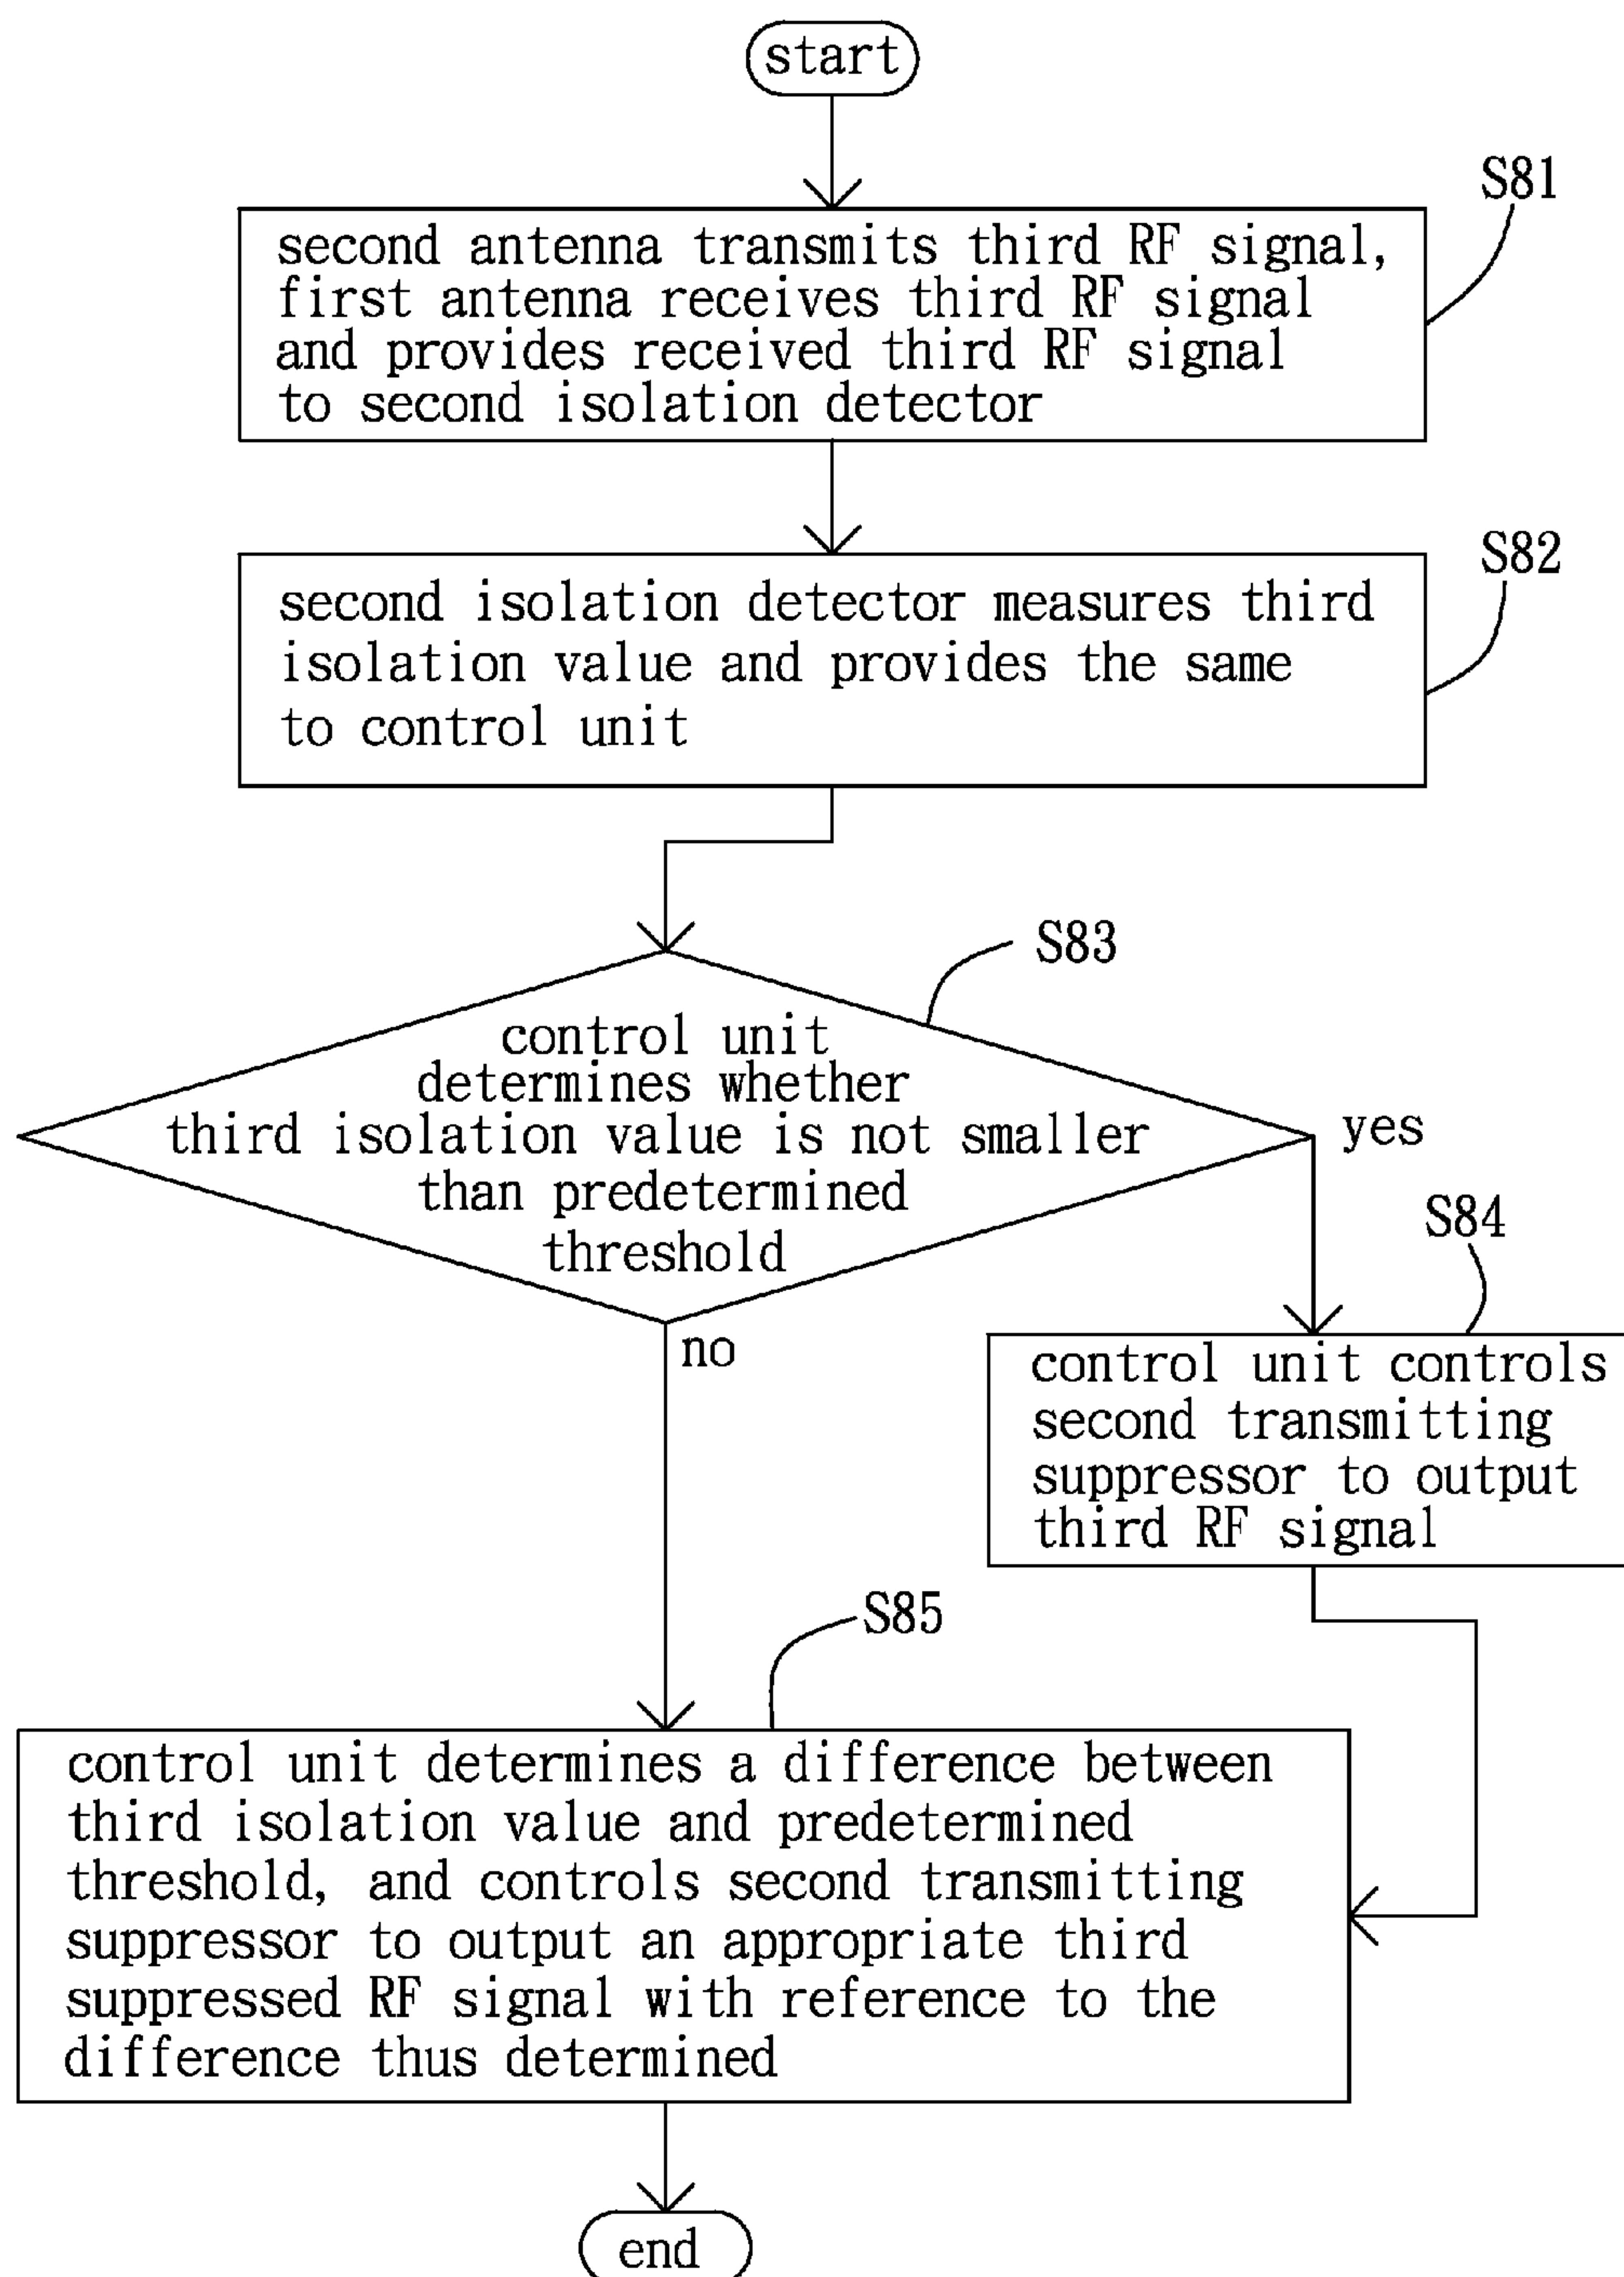 start
S81
second antenna transmits third RF signal,
first antenna receives third RF signal
and provides received third RF signal
to second isolation detector
S82
second isolation detector measures third
isolation value and provides the same
to control unit
S83
control unit
determines whether
third isolation value is not smaller
than predetermined
threshold
yes
no
S84
control unit controls
second transmitting
suppressor to output
third RF signal
S85
control unit determines a difference between
third isolation value and predetermined
threshold, and controls second transmitting
suppressor to output an appropriate third
suppressed RF signal with reference to the
difference thus determined
end